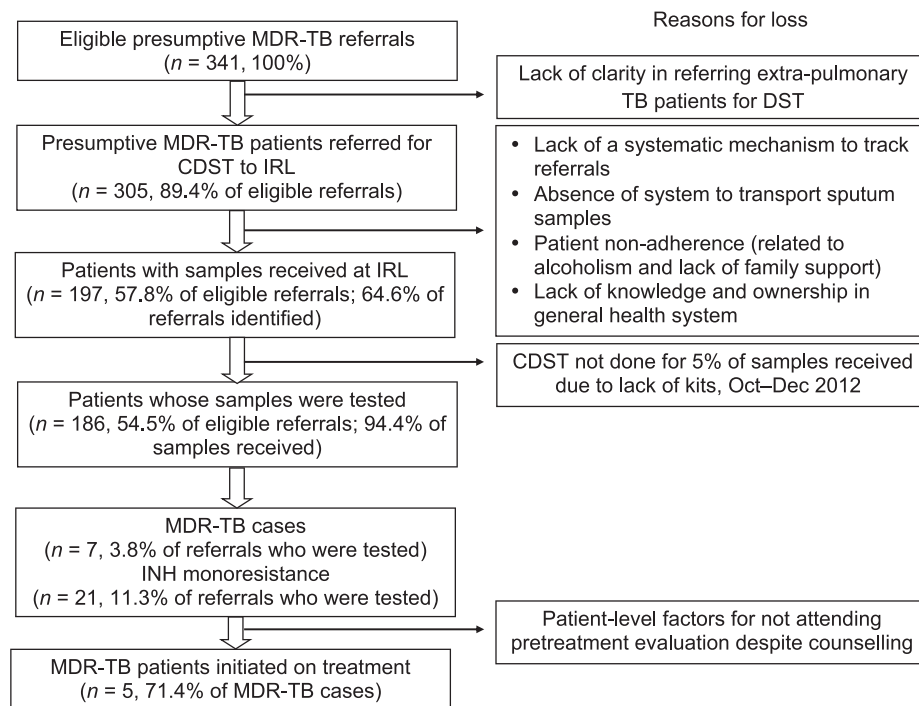 Reasons for loss
Eligible presumptive MDR-TB referrals
(n = 341, 100%)
Lack of clarity in referring extra-pulmonary
TB patients for DST
Presumptive MDR-TB patients referred for
CDST to IRL
(n = 305, 89.4% of eligible referrals)
• Lack of a systematic mechanism to track
referrals
• Absence of system to transport sputum
samples
• Patient non-adherence (related to
alcoholism and lack of family support)
• Lack of knowledge and ownership in
general health system
Patients with samples received at IRL
(n = 197, 57.8% of eligible referrals; 64.6% of
referrals identified)
CDST not done for 5% of samples received
due to lack of kits, Oct–Dec 2012
Patients whose samples were tested
(n = 186, 54.5% of eligible referrals; 94.4% of
samples received)
MDR-TB cases
(n = 7, 3.8% of referrals who were tested)
INH monoresistance
(n = 21, 11.3% of referrals who were tested)
Patient-level factors for not attending
pretreatment evaluation despite counselling
MDR-TB patients initiated on treatment
(n = 5, 71.4% of MDR-TB cases)